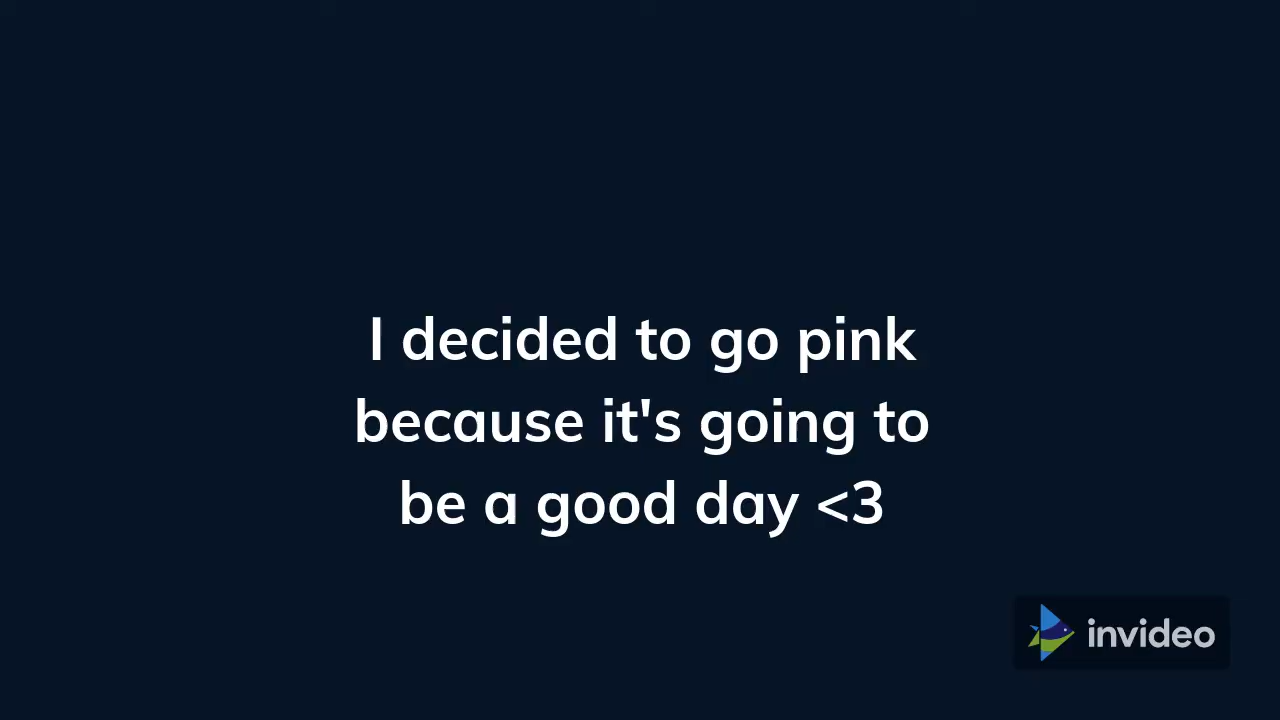 I decided to go pink
because it's going to
be a good day <3
invideo